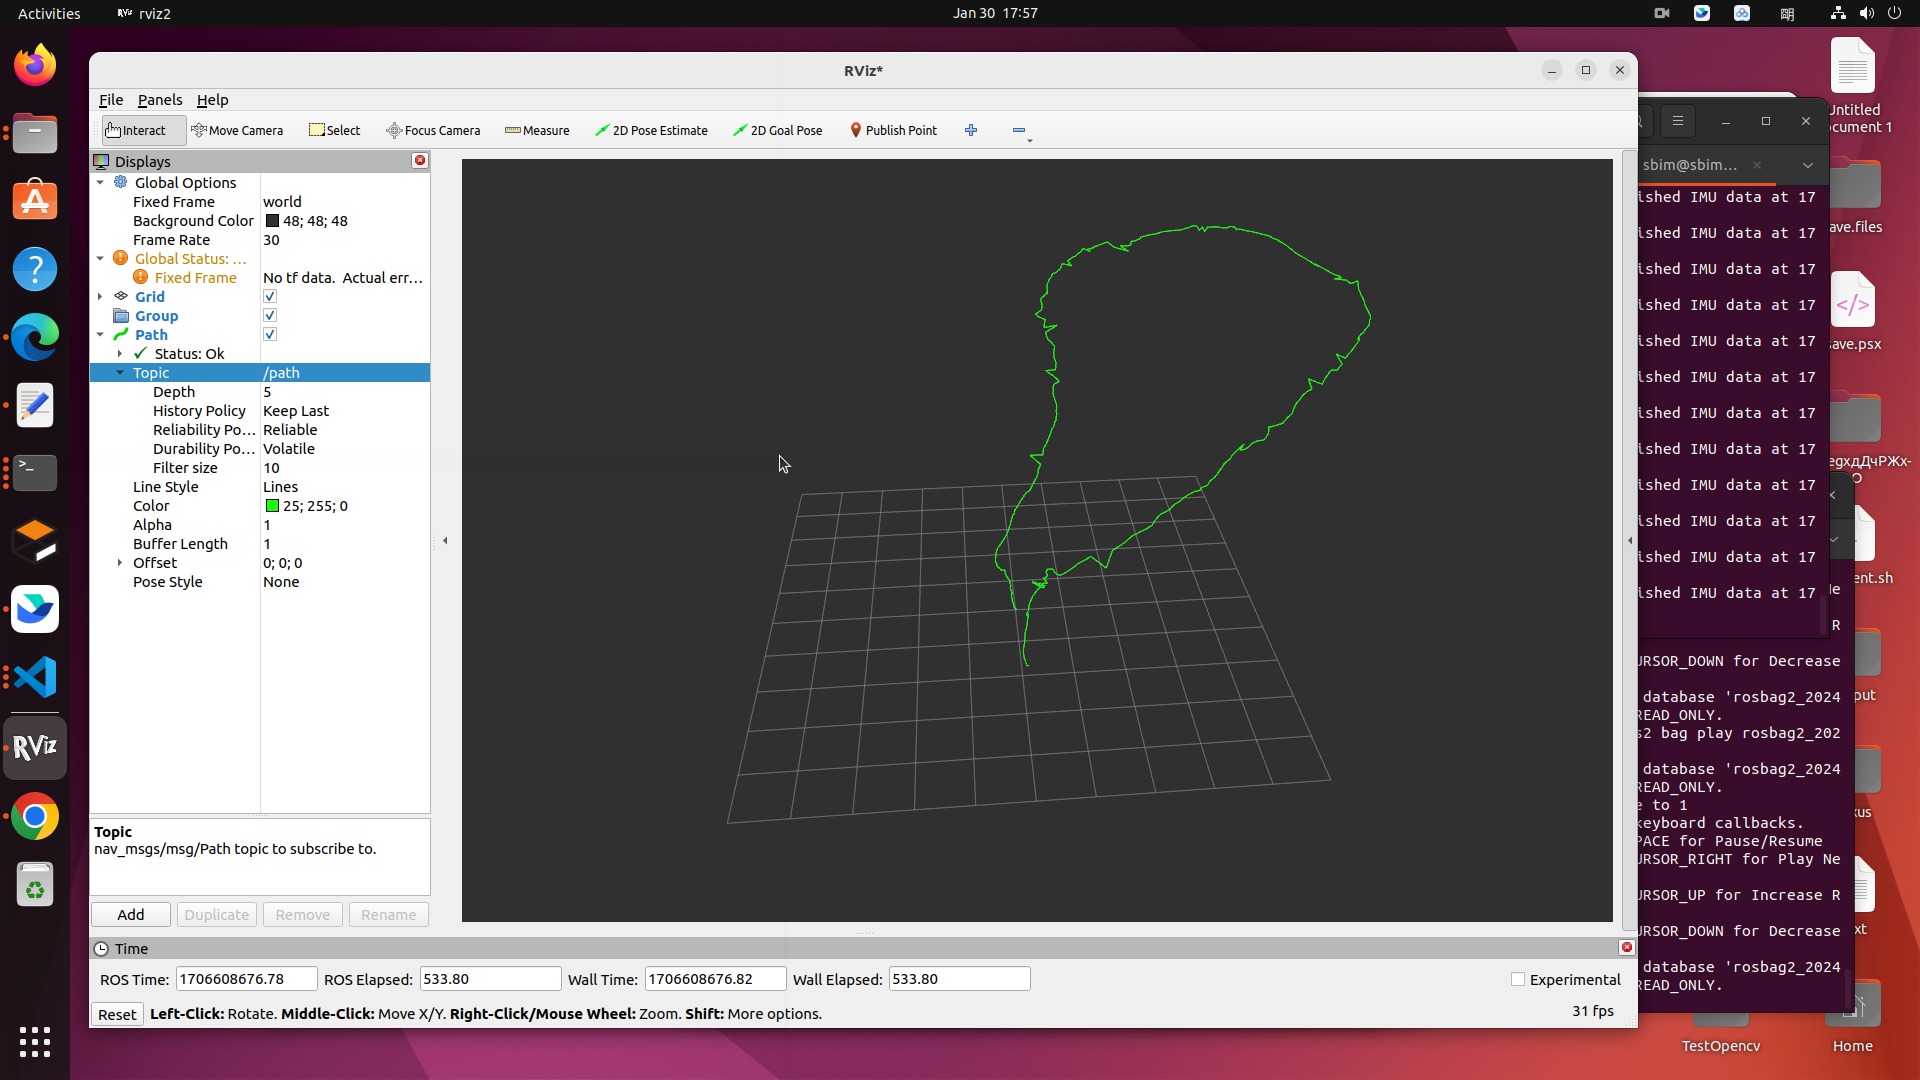 Activities
RViz rviz2
Jan 30 17:57
RViz*
File Panels Help
Interact Move Camera Select Focus Camera Measure 2D Pose Estimate 2D Goal Pose Publish Point
Displays
Global Options
Fixed Frame world
Background Color 48; 48; 48
Frame Rate 30
Global Status: ...
Fixed Frame No tf data. Actual err...
Grid
Group
Path
Status: Ok
Topic /path
Depth 5
History Policy Keep Last
Reliability Po... Reliable
Durability Po... Volatile
Filter size 10
Line Style Lines
Color 25; 255; 0
Alpha 1
Buffer Length 1
Offset 0; 0; 0
Pose Style None
Topic
nav_msgs/msg/Path topic to subscribe to.
Add Duplicate Remove Rename
Time
ROS Time: 1706608676.78 ROS Elapsed: 533.80 Wall Time: 1706608676.82 Wall Elapsed: 533.80 Experimental
Reset Left-Click: Rotate. Middle-Click: Move X/Y. Right-Click/Mouse Wheel: Zoom. Shift: More options.
31 fps
RViz
sbim@sbim...
ished IMU data at 17
ished IMU data at 17
ished IMU data at 17
ished IMU data at 17
ished IMU data at 17
ished IMU data at 17
ished IMU data at 17
ished IMU data at 17
ished IMU data at 17
ished IMU data at 17
ished IMU data at 17
ished IMU data at 17
le
R
URSOR_DOWN for Decrease
database 'rosbag2_2024
READ_ONLY.
s2 bag play rosbag2_202
database 'rosbag2_2024
READ_ONLY.
e to 1
keyboard callbacks.
PACE for Pause/Resume
URSOR_RIGHT for Play Ne
URSOR_UP for Increase R
URSOR_DOWN for Decrease
database 'rosbag2_2024
READ_ONLY.
Untitled
cument 1
ave.files
save.psx
egxдДчРЖх-
O
ent.sh
put
xus
xt
TestOpencv
Home